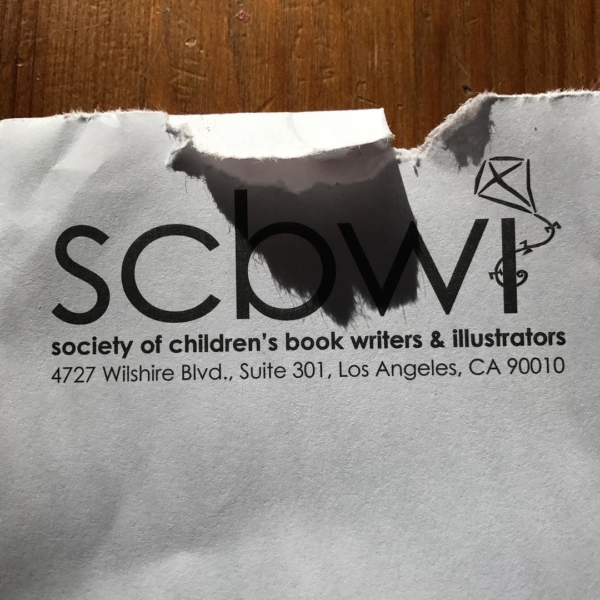 scbwi
society of children's book writers & illustrators
4727 Wilshire Blvd., Suite 301, Los Angeles, CA 90010